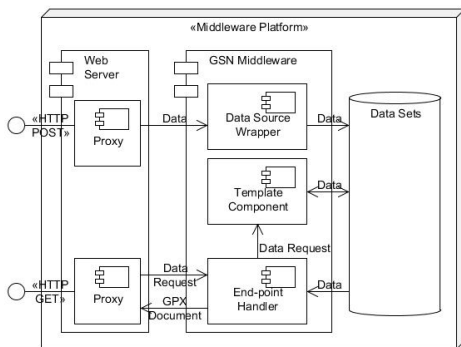 «Middleware Platform»
Web
Server
GSN Middleware
Data Sets
«HTTP
POST»
Proxy
Data
Data Source
Wrapper
Data
Template
Component
Data
Data Request
«HTTP
GET»
Proxy
Data
Request
GPX
Document
End-point
Handler
Data